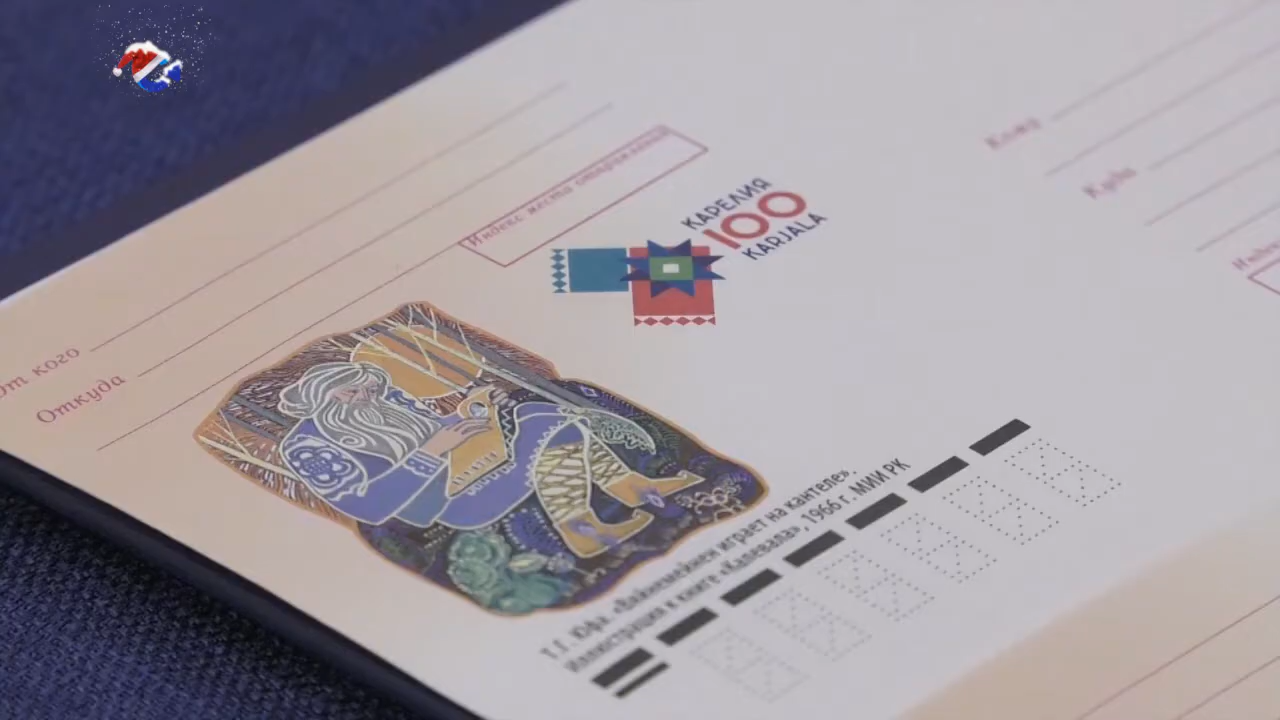 От кого
Откуда
Индекс места отправления
КАРЕЛИЯ
100
KARJALA
Кому
Куда
Т. Г. Юфа. «Вяйнемёйнен играет на кантеле».
Иллюстрация к книге «Калевала», 1966 г. МИИ РК